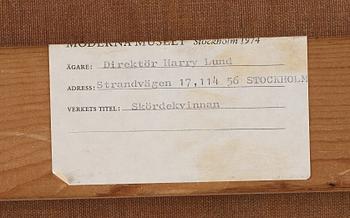 MODERNA MUSEET Stockholm 1974
ÄGARE: Direktör Harry Lund
ADRESS: Strandvägen 17,114 56 STOCKHOLM
VERKETS TITEL: Skördekvinnan